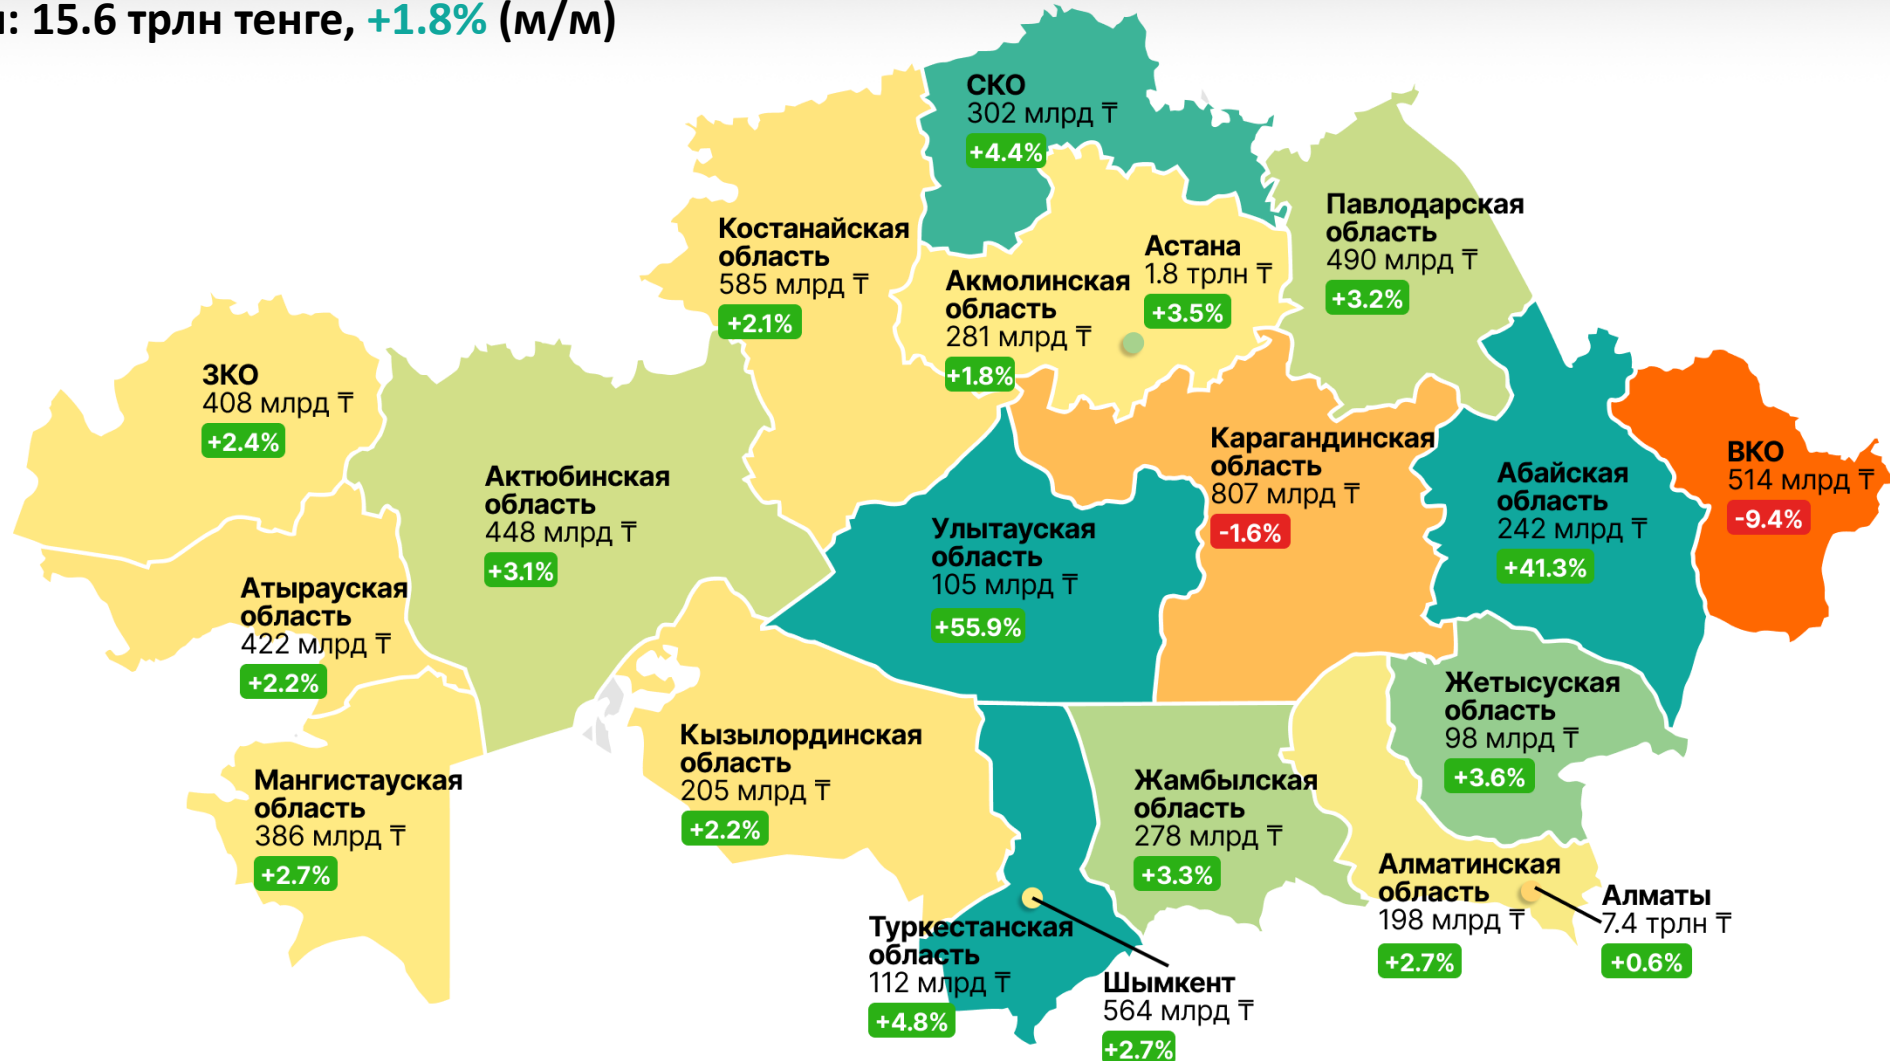 : 15.6 трлн тенге, +1.8% (м/м)
СКО
302 млрд ₸
+4.4%
Павлодарская
область
490 млрд ₸
+3.2%
Костанайская
область
585 млрд ₸
+2.1%
Астана
1.8 трлн ₸
+3.5%
Акмолинская
область
281 млрд ₸
+1.8%
ЗКО
408 млрд ₸
+2.4%
Карагандинская
область
807 млрд ₸
-1.6%
ВКО
514 млрд ₸
-9.4%
Абайская
область
242 млрд ₸
+41.3%
Актюбинская
область
448 млрд ₸
+3.1%
Улытауская
область
105 млрд ₸
+55.9%
Атырауская
область
422 млрд ₸
+2.2%
Жетысуская
область
98 млрд ₸
+3.6%
Кызылординская
область
205 млрд ₸
+2.2%
Мангистауская
область
386 млрд ₸
+2.7%
Жамбылская
область
278 млрд ₸
+3.3%
Алматинская
область
198 млрд ₸
+2.7%
Алматы
7.4 трлн ₸
+0.6%
Туркестанская
область
112 млрд ₸
+4.8%
Шымкент
564 млрд ₸
+2.7%